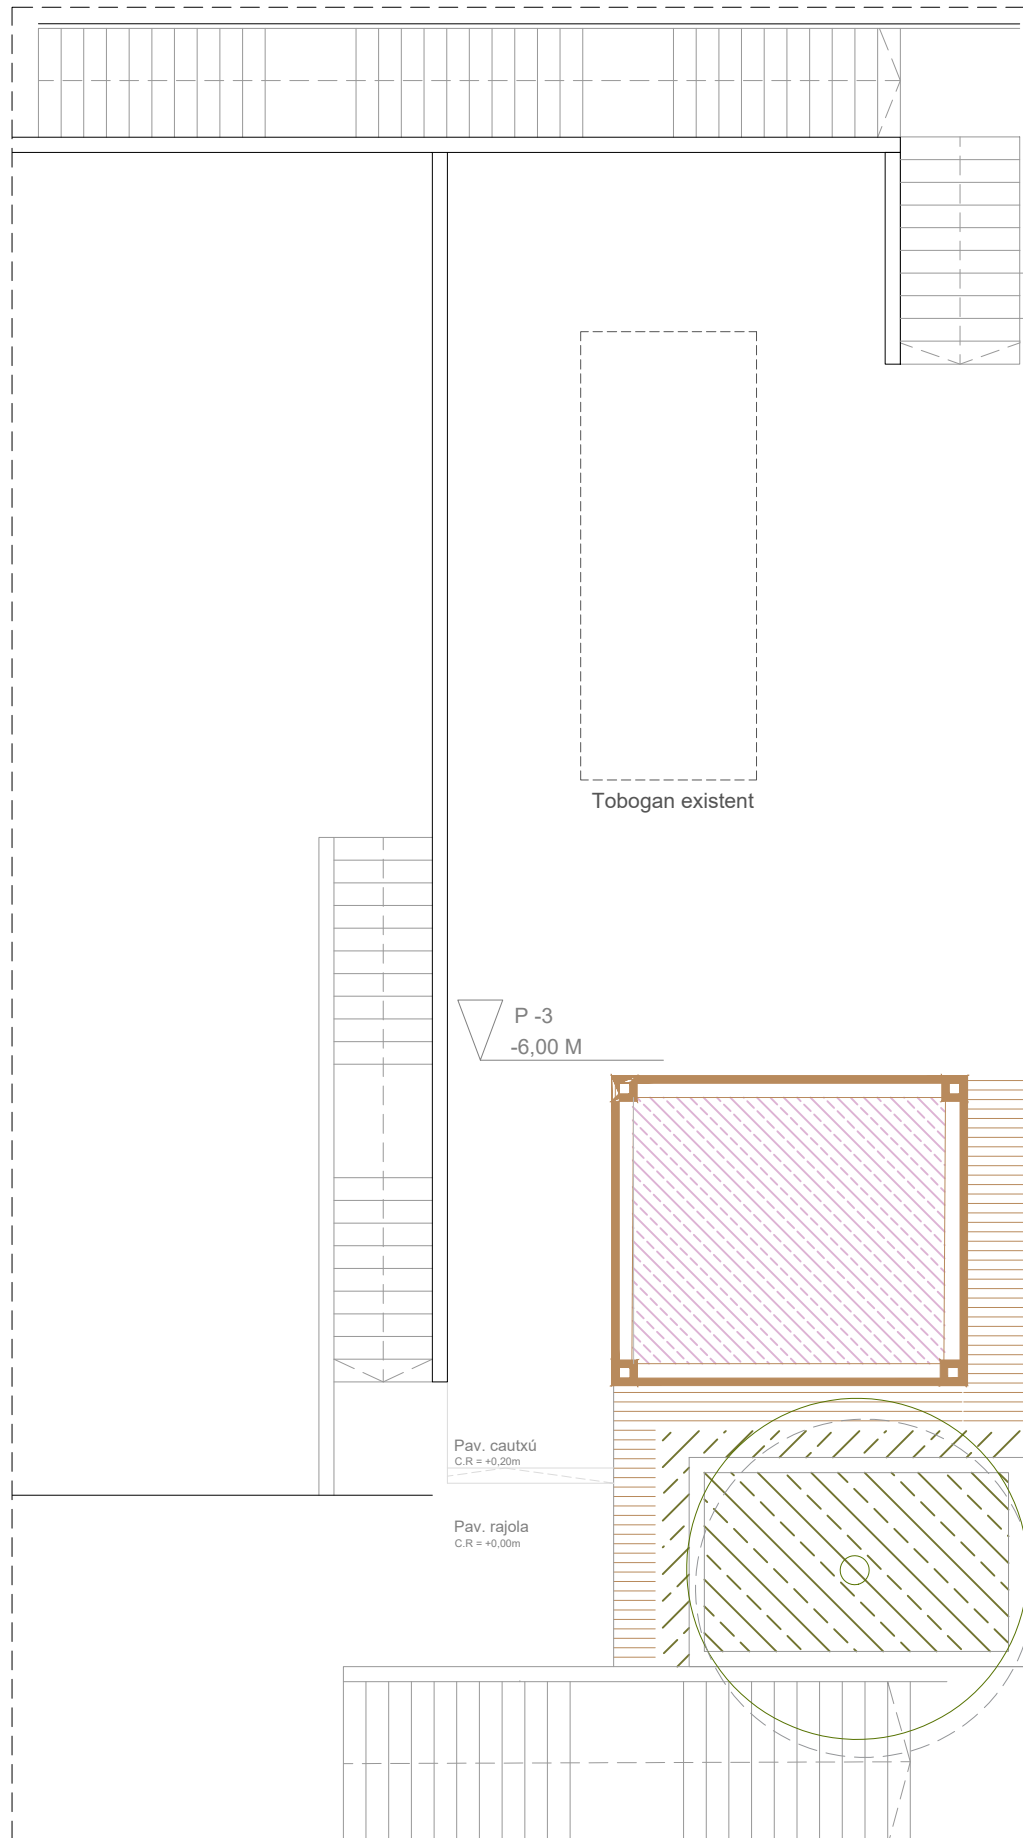 Tobogan existent
P -3
-6,00 M
Pav. cautxú
C.R = +0,20m
Pav. rajola
C.R = +0,00m